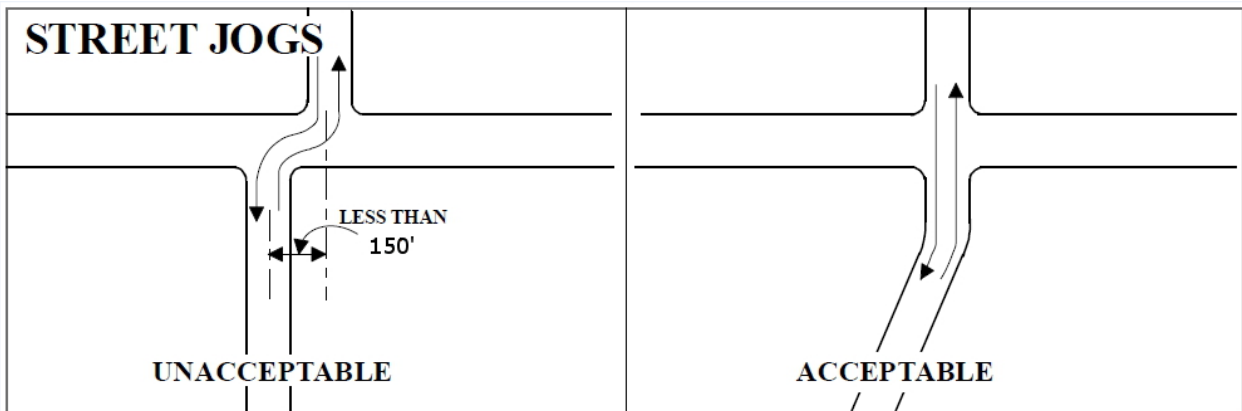 STREET JOGS
LESS THAN
150'
UNACCEPTABLE
ACCEPTABLE